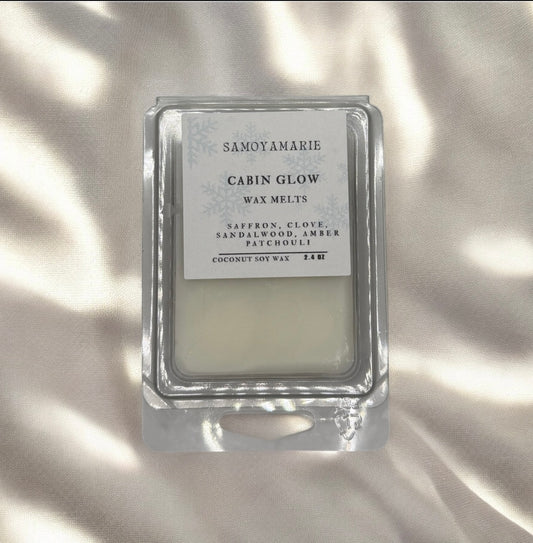 SAMOYAMARIE
CABIN GLOW
WAX MELTS
SAFFRON, CLOVE,
SANDALWOOD, AMBER
PATCHOULI
COCONUT SOY WAX 2.4 OZ